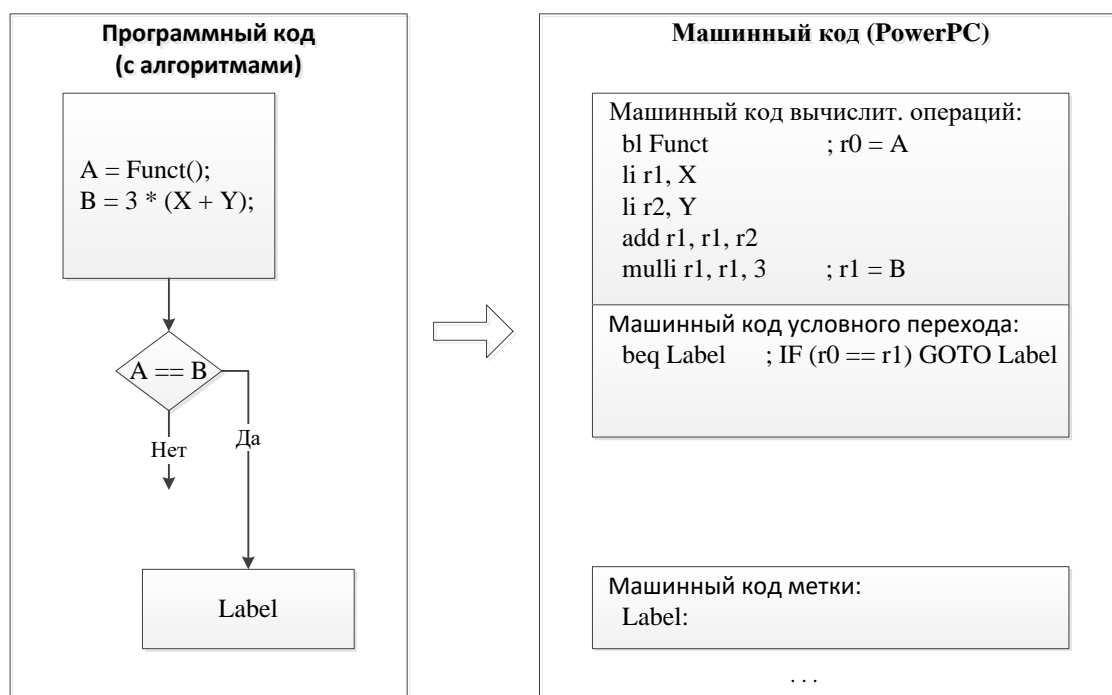 Программный код
(с алгоритмами)
A = Funct();
B = 3 * (X + Y);
A == B
Нет
Да
Label
Машинный код (PowerPC)
Машинный код вычислит. операций:
bl Funct ; r0 = A
li r1, X
li r2, Y
add r1, r1, r2
mulli r1, r1, 3 ; r1 = B
Машинный код условного перехода:
beq Label ; IF (r0 == r1) GOTO Label
Машинный код метки:
Label:
. . .